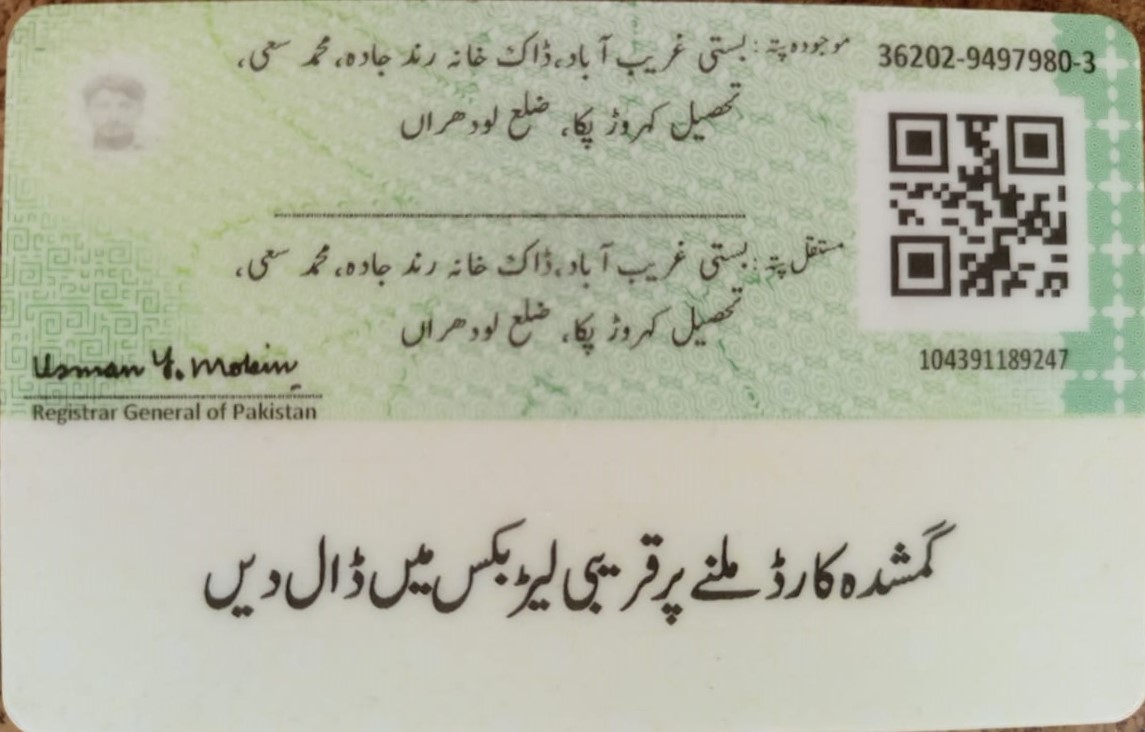 36202-9497980-3
موجودہ پتہ : بستی غریب آباد، ڈاک خانہ رند جادہ، محمد سعی،
تحصیل کہروڑ پکا، ضلع لودھراں
مستقل پتہ : بستی غریب آباد، ڈاک خانہ رند جادہ، محمد سعی،
تحصیل کہروڑ پکا، ضلع لودھراں
104391189247
Usman Y. Mobin
Registrar General of Pakistan
گمشدہ کارڈ ملنے پر قریبی لیٹر بکس میں ڈال دیں